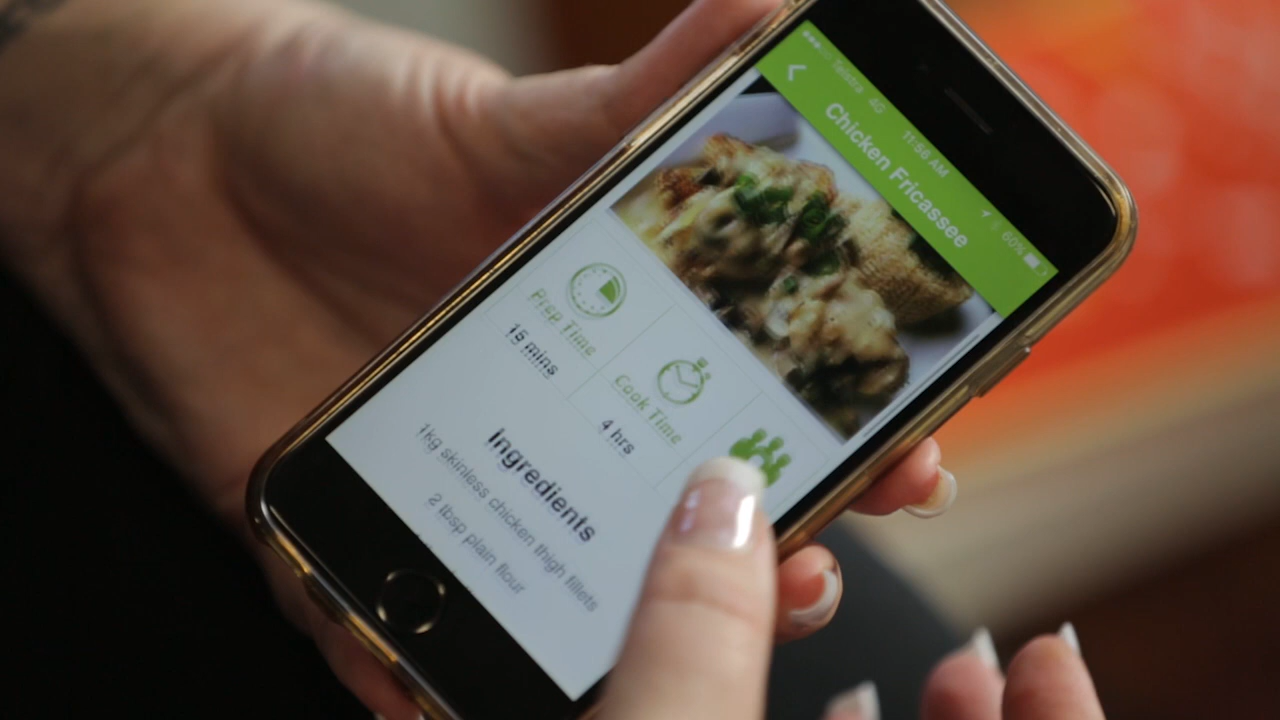 Telstra 4G 11:56 AM 60%
Chicken Fricassee
Prep Time
15 mins
Cook Time
4 hrs
Ingredients
1kg skinless chicken thigh fillets
2 tbsp plain flour